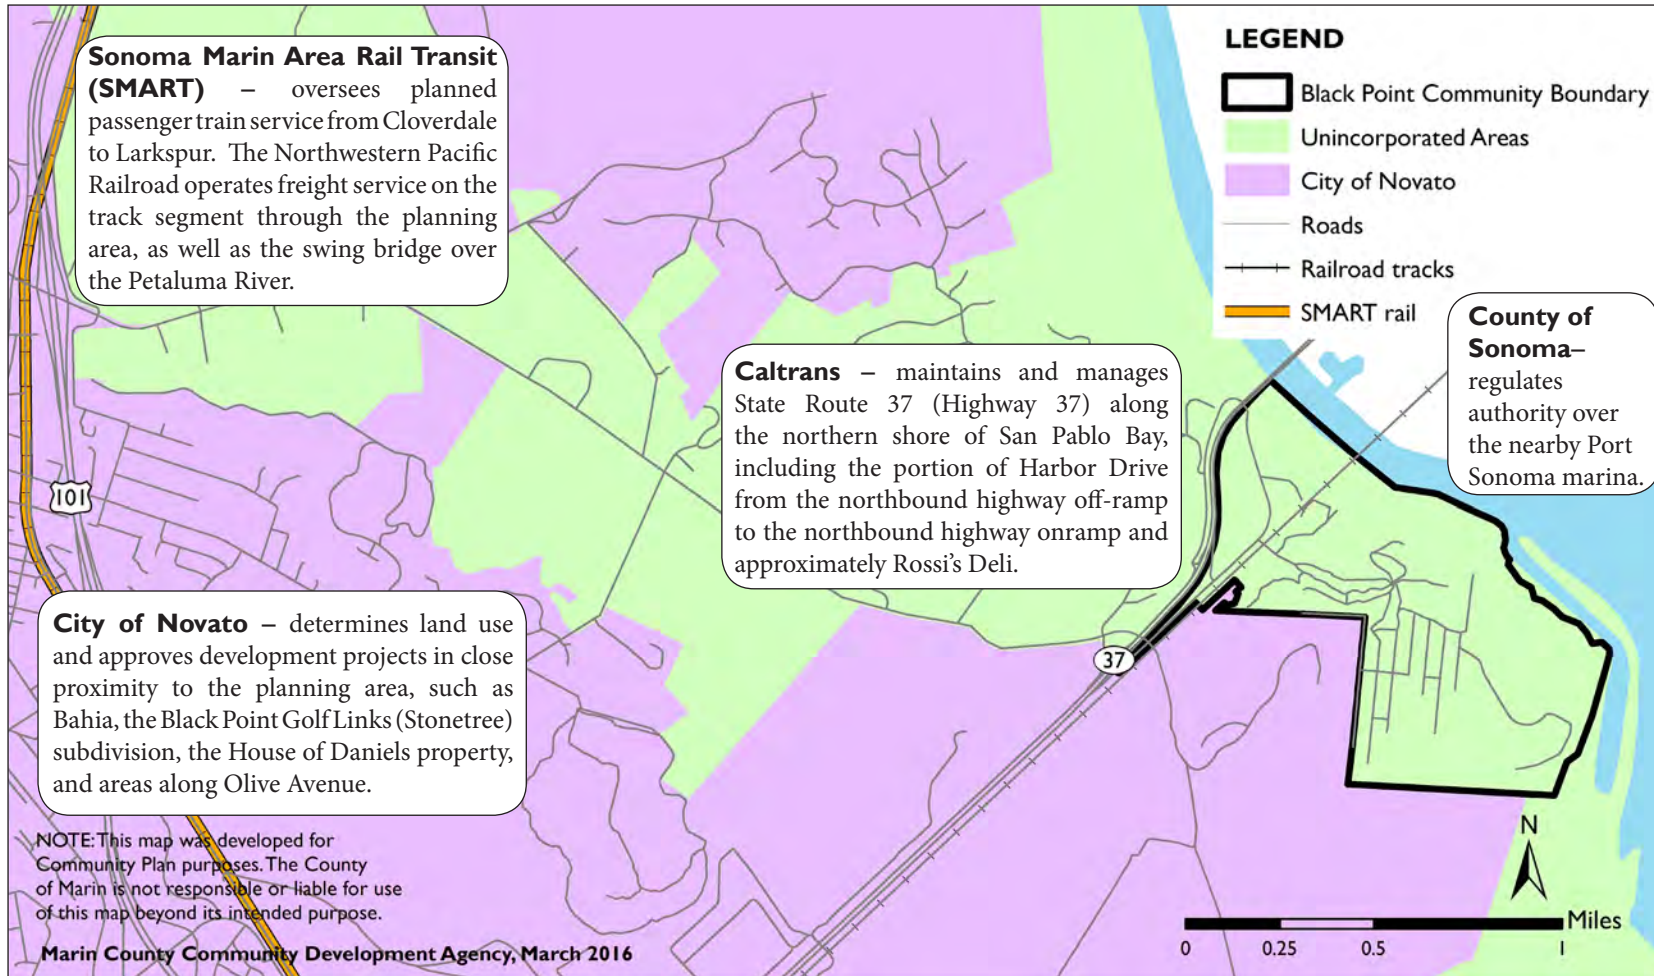 Sonoma Marin Area Rail Transit
(SMART) – oversees planned
passenger train service from Cloverdale
to Larkspur. The Northwestern Pacific
Railroad operates freight service on the
track segment through the planning
area, as well as the swing bridge over
the Petaluma River.
LEGEND
Black Point Community Boundary
Unincorporated Areas
City of Novato
Roads
Railroad tracks
SMART rail
County of
Sonoma–
regulates
authority over
the nearby Port
Sonoma marina.
Caltrans – maintains and manages
State Route 37 (Highway 37) along
the northern shore of San Pablo Bay,
including the portion of Harbor Drive
from the northbound highway off-ramp
to the northbound highway onramp and
approximately Rossi's Deli.
101
37
City of Novato – determines land use
and approves development projects in close
proximity to the planning area, such as
Bahia, the Black Point Golf Links (Stonetree)
subdivision, the House of Daniels property,
and areas along Olive Avenue.
NOTE: This map was developed for
Community Plan purposes. The County
of Marin is not responsible or liable for use
of this map beyond its intended purpose.
Marin County Community Development Agency, March 2016
N
Miles
0 0.25 0.5 1